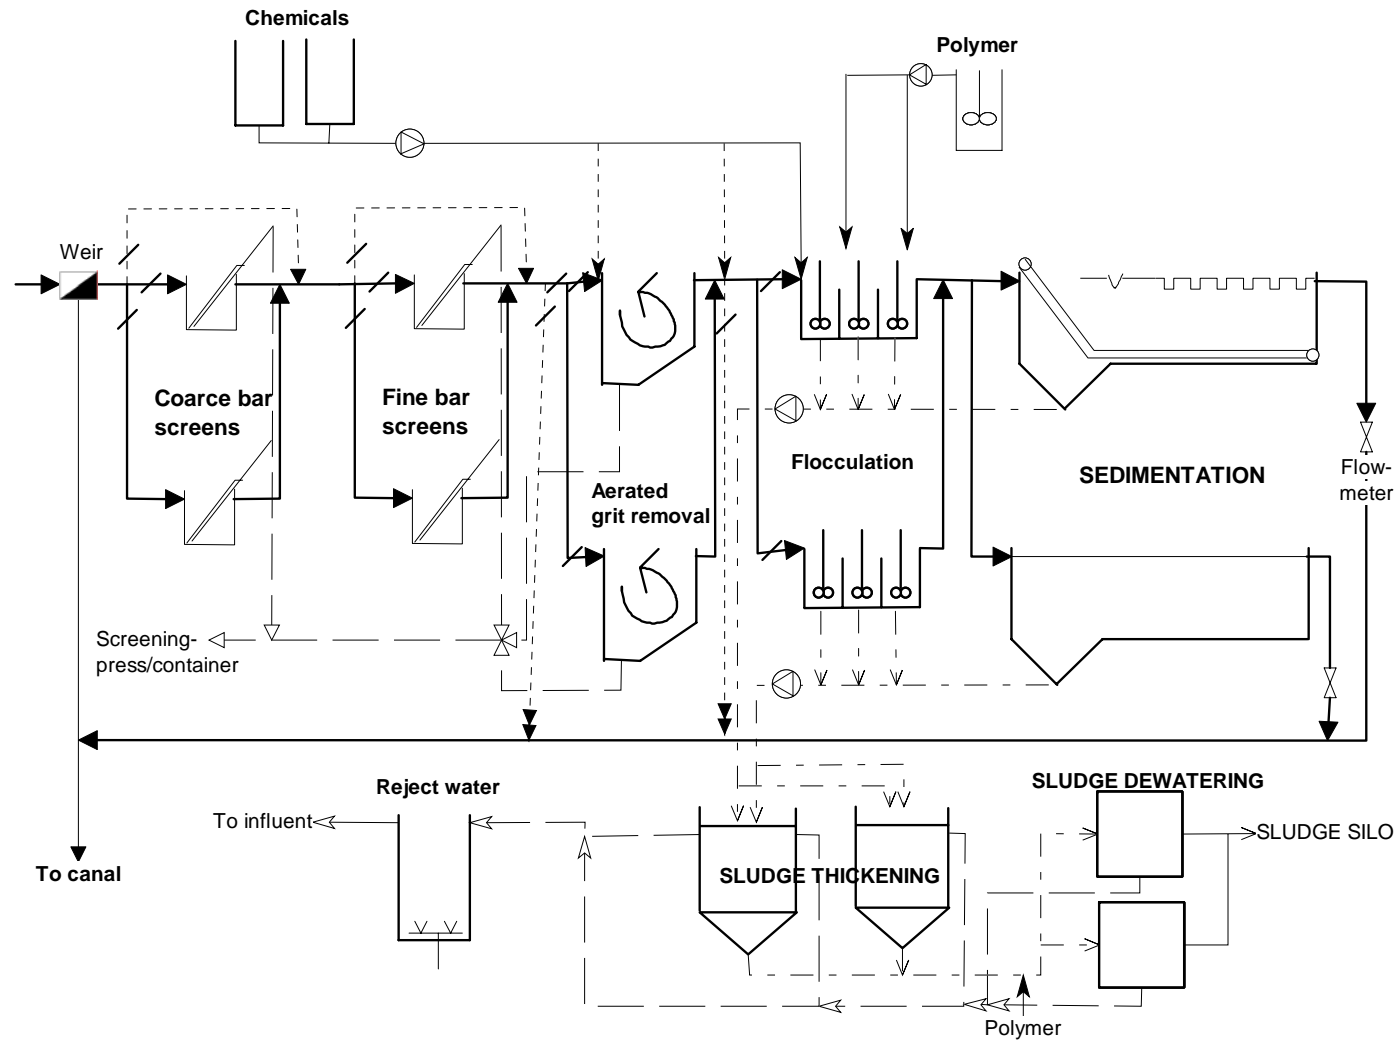 Chemicals
Polymer
Weir
Coarce bar
screens
Fine bar
screens
Flocculation
SEDIMENTATION
Flow-
meter
Aerated
grit removal
Screening-
press/container
Reject water
SLUDGE DEWATERING
To influent
SLUDGE SILO
To canal
SLUDGE THICKENING
Polymer